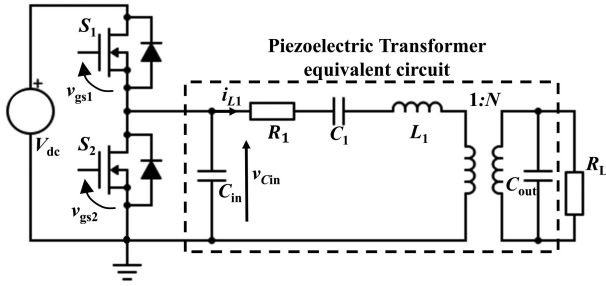 S1
Piezoelectric Transformer
equivalent circuit
+
vgs1
iL1
1:N
R1
C1
L1
Vdc
S2
RL
vCin
Cin
Cout
vgs2